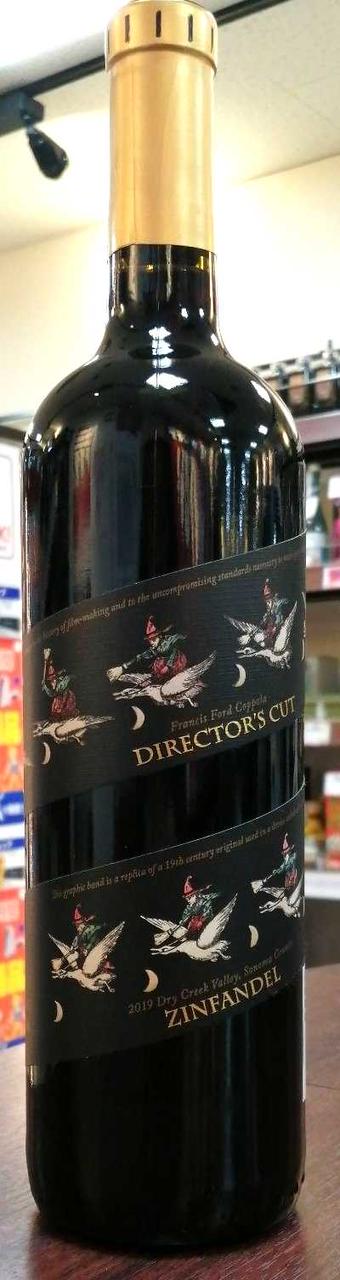 history of film-making and to the uncompromising standards necessary to
Francis Ford Coppola
DIRECTOR'S CUT
This graphic band is a replica of a 19th century original used in a
2019 Dry Creek Valley, Sonoma County
ZINFANDEL